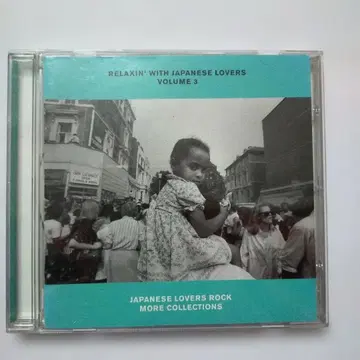 RELAXIN' WITH JAPANESE LOVERS
VOLUME 3
JAPANESE LOVERS ROCK
MORE COLLECTIONS